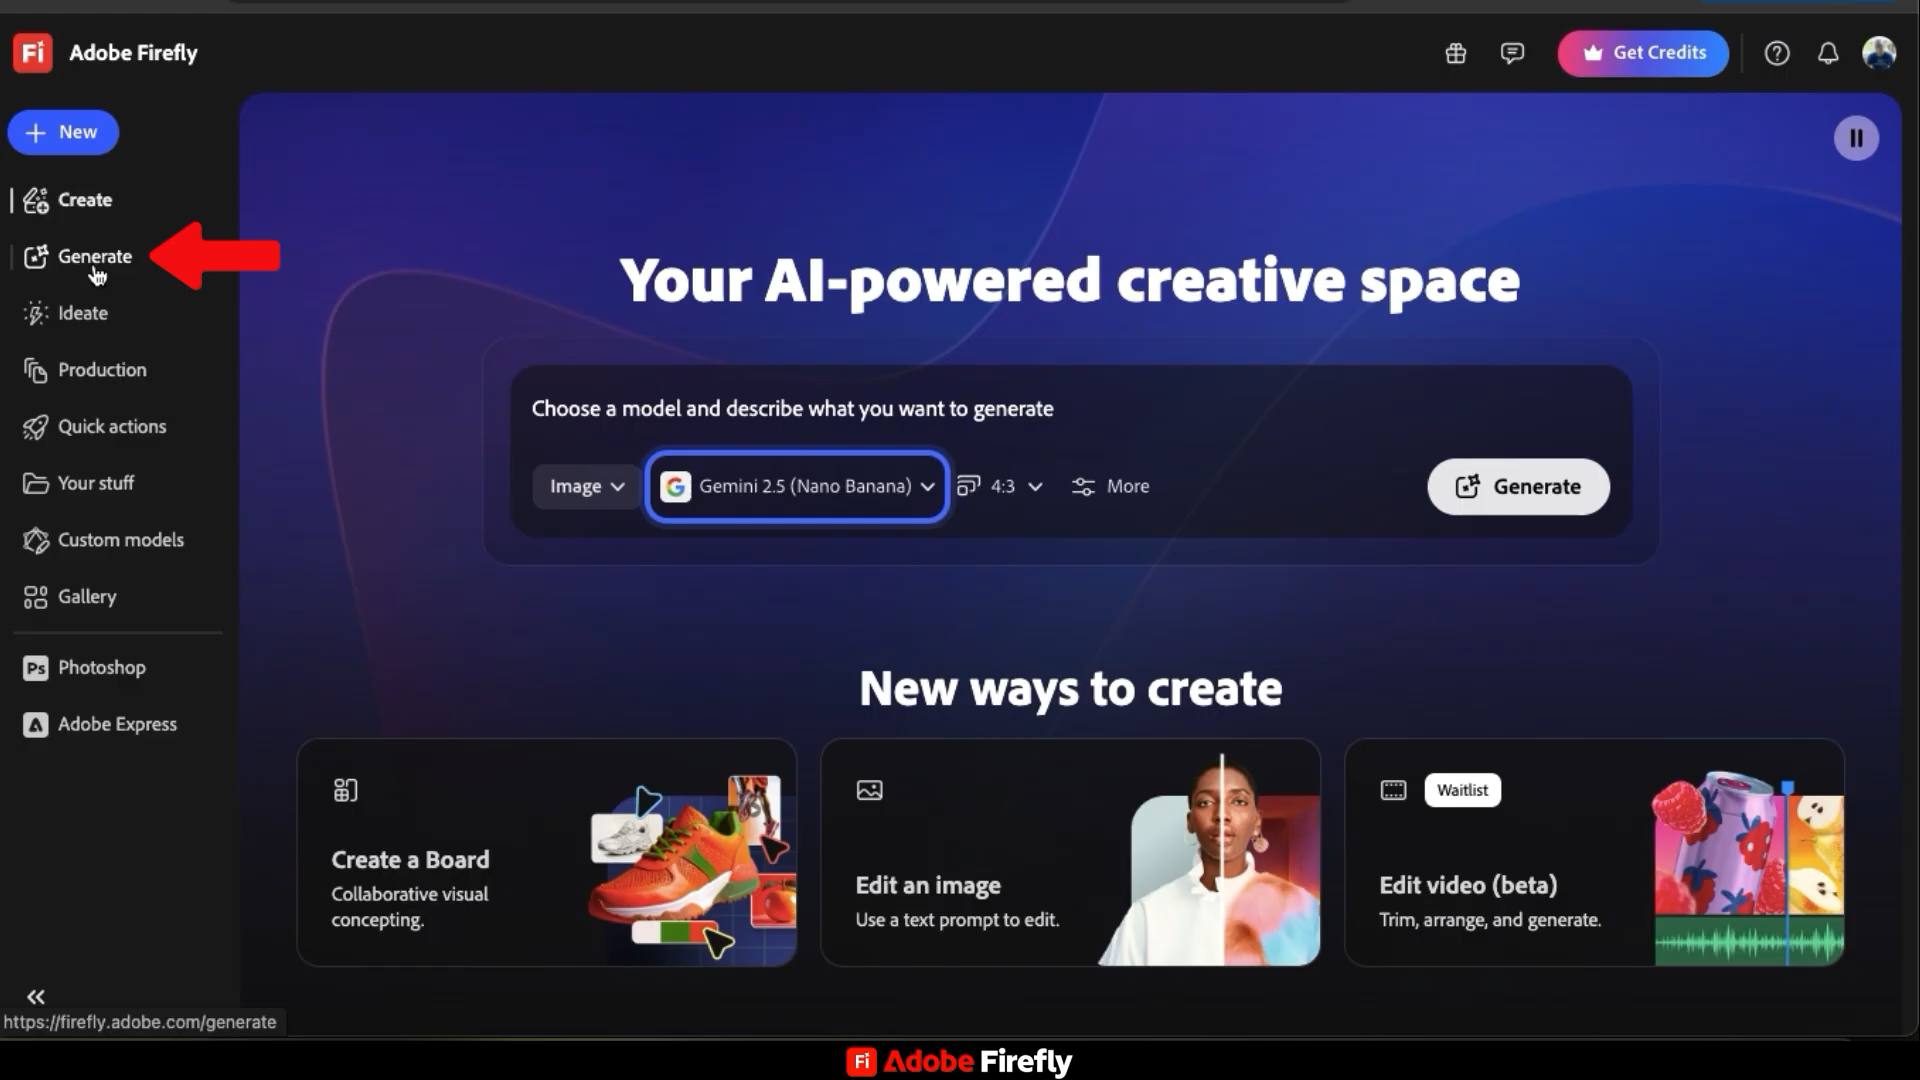 Fi Adobe Firefly
Get Credits
New
Create
Generate
Ideate
Production
Quick actions
Your stuff
Custom models
Gallery
Ps Photoshop
Adobe Express
Your AI-powered creative space
Choose a model and describe what you want to generate
Image
G Gemini 2.5 (Nano Banana)
4:3
More
Generate
New ways to create
Create a Board
Collaborative visual
concepting.
Edit an image
Use a text prompt to edit.
Waitlist
Edit video (beta)
Trim, arrange, and generate.
https://firefly.adobe.com/generate
Fi Adobe Firefly